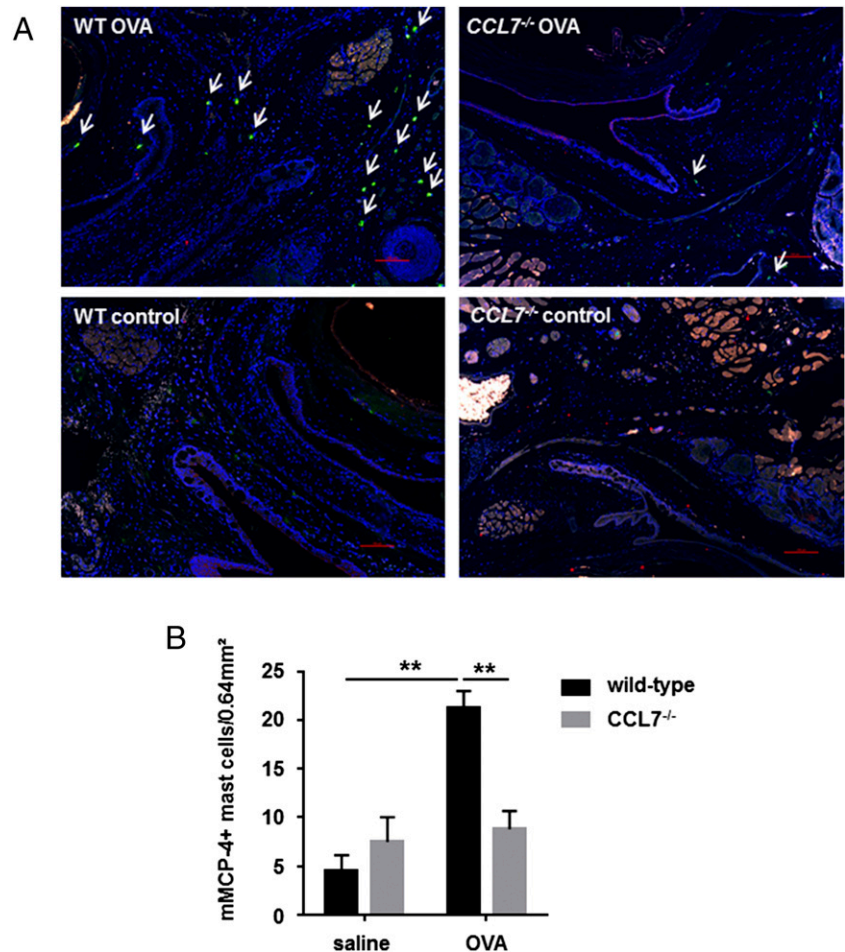 A
WT OVA
CCL7-/- OVA
WT control
CCL7-/- control
B
mMCP-4+ mast cells/0.64mm²
25
20
15
10
5
0
**
**
saline
OVA
wild-type
CCL7-/-